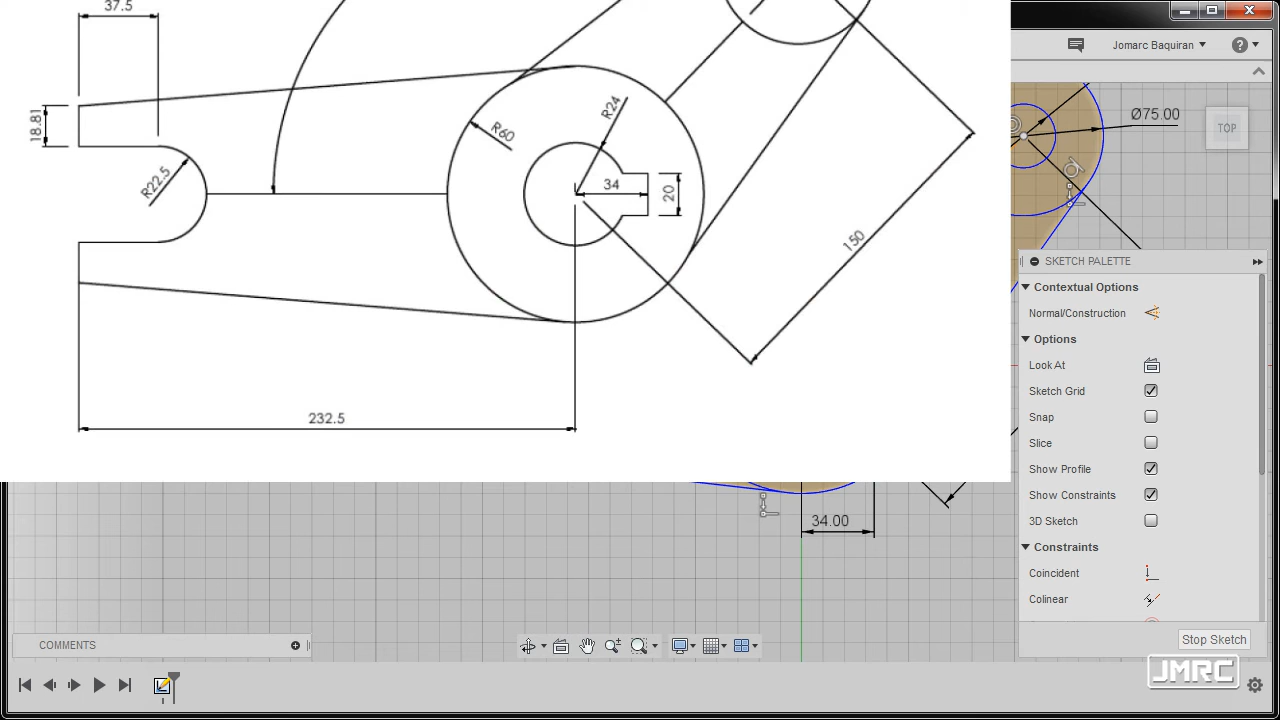 37.5
Jomarc Baquiran
?
18.81
R60
R24
Ø75.00
TOP
R22.5
34
20
150
SKETCH PALETTE
Contextual Options
Normal/Construction
Options
Look At
Sketch Grid
Snap
Slice
Show Profile
Show Constraints
3D Sketch
Constraints
Coincident
Colinear
232.5
34.00
COMMENTS
Stop Sketch
JMRC